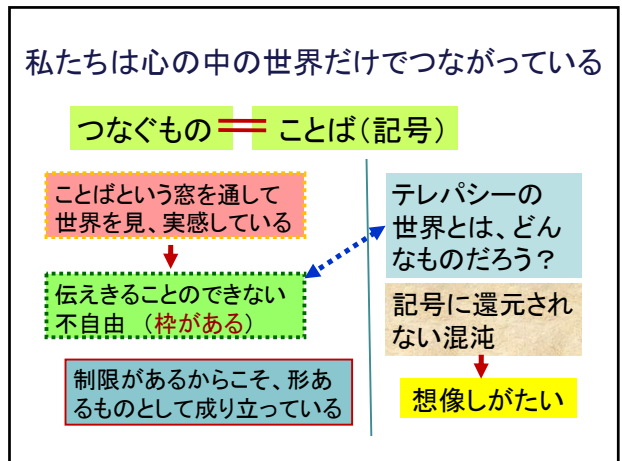 私たちは心の中の世界だけでつながっている
つなぐもの = ことば（記号）
ことばという窓を通して
世界を見、実感している
伝えきることのできない
不自由 （枠がある）
制限があるからこそ、形あ
るものとして成り立っている
テレパシーの
世界とは、どん
なものだろう？
記号に還元され
ない混沌
想像しがたい